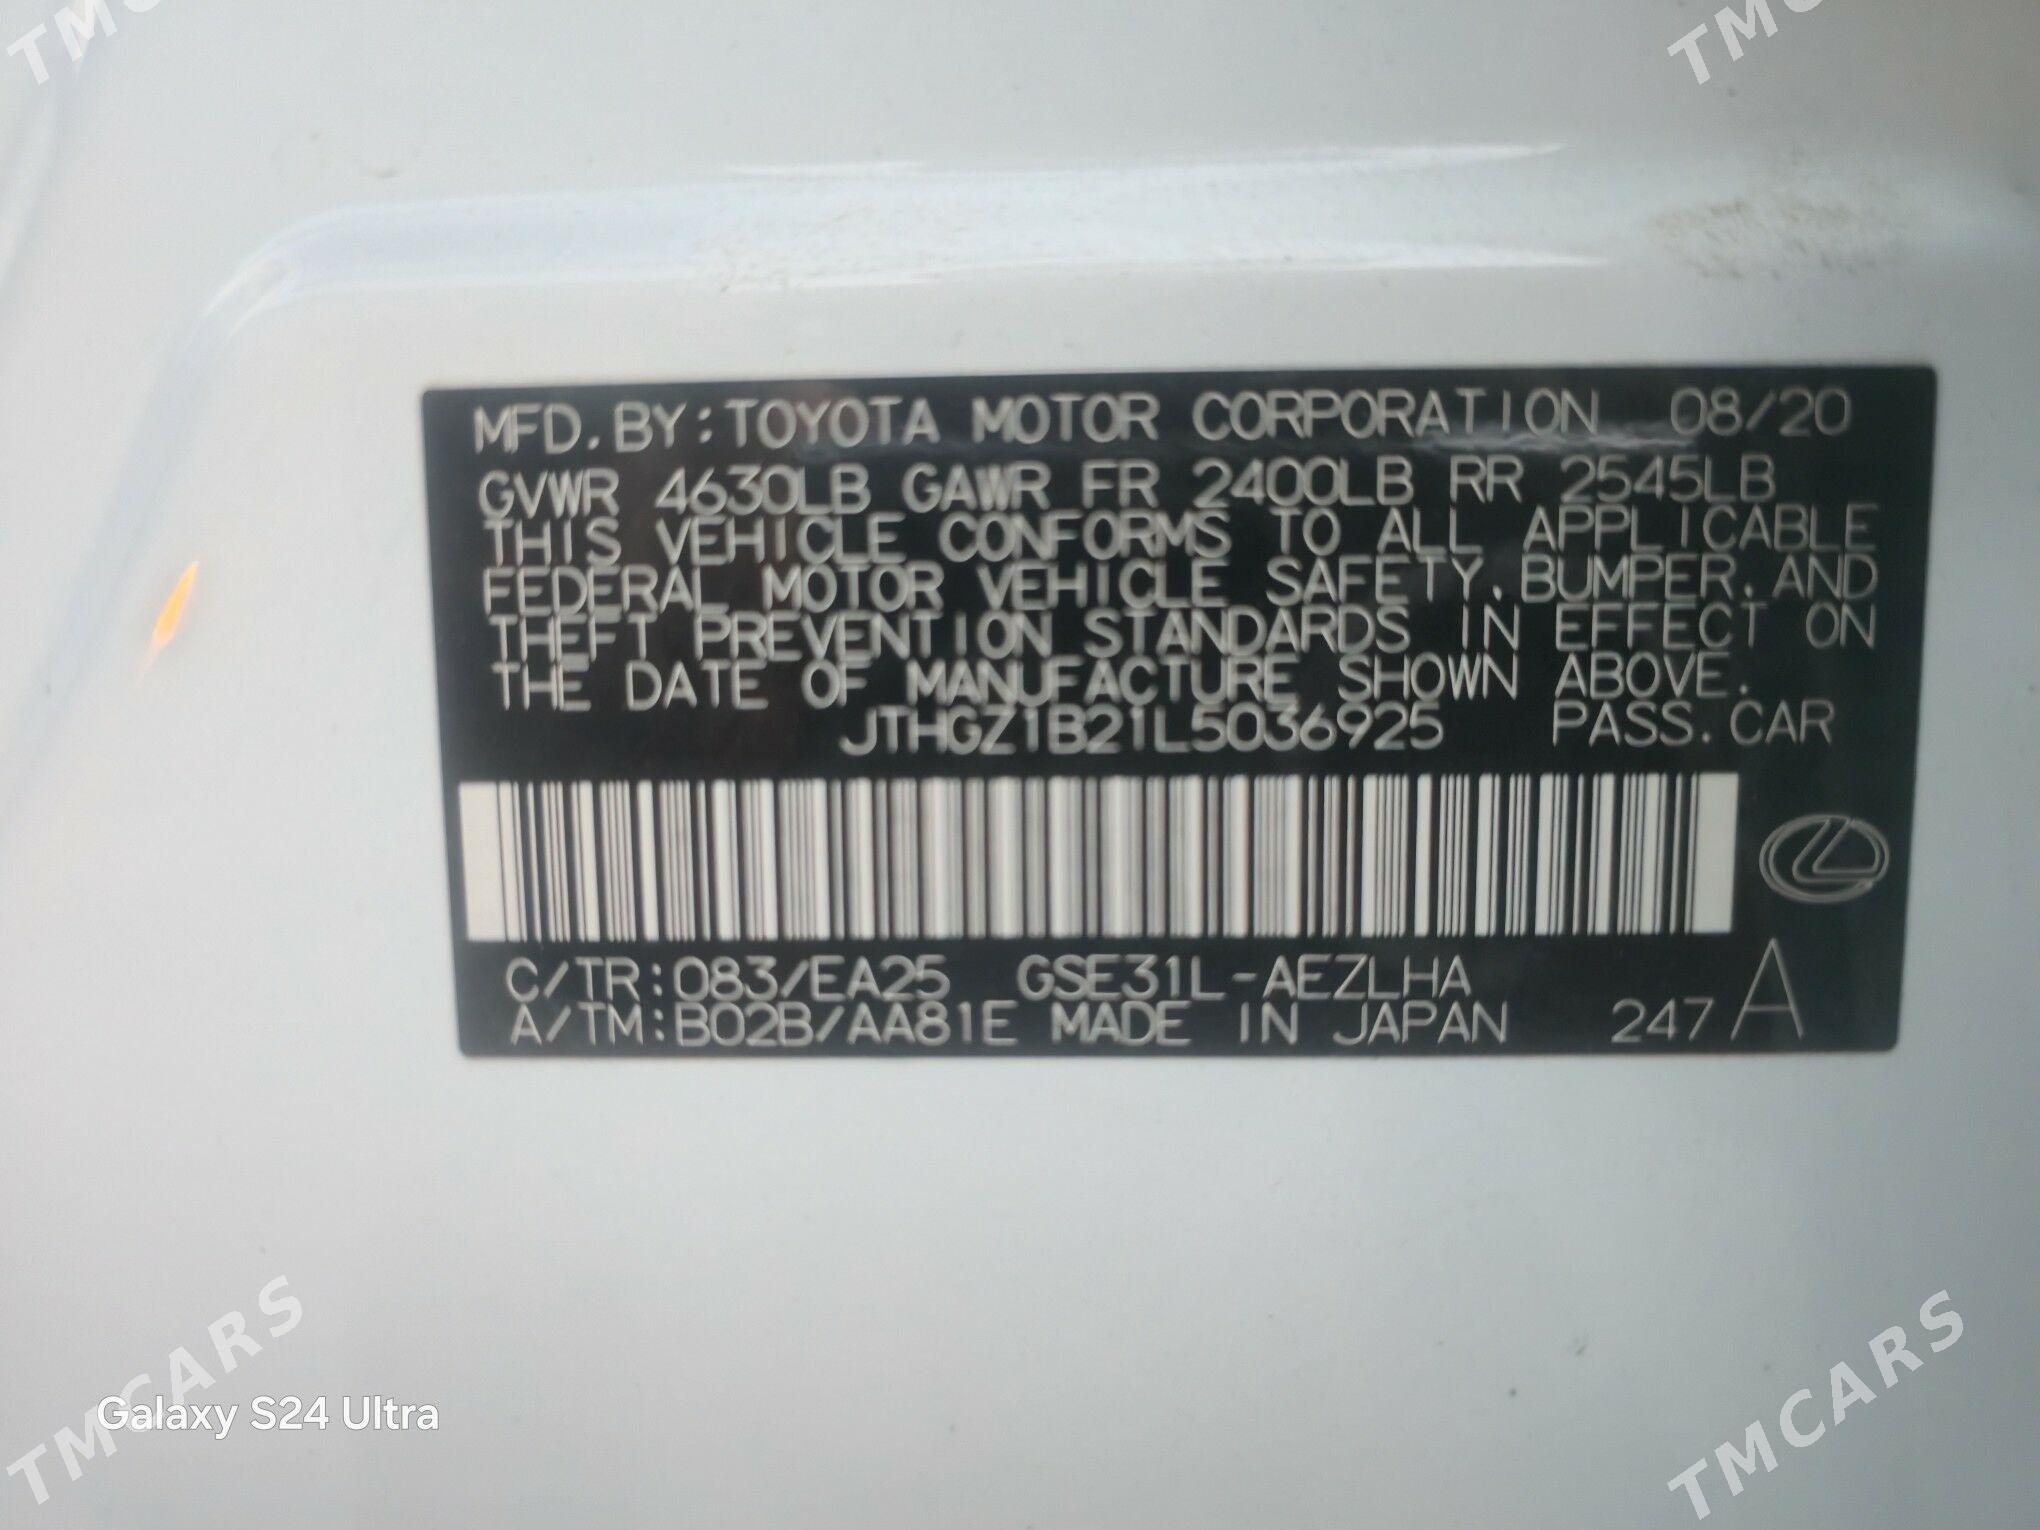 TMCARS
TMCARS
MFD. BY: TOYOTA MOTOR CORPORATION 08/20
GVWR 4630LB GAWR FR 2400LB RR 2545LB
THIS VEHICLE CONFORMS TO ALL APPLICABLE
FEDERAL MOTOR VEHICLE SAFETY, BUMPER, AND
THEFT PREVENTION STANDARDS IN EFFECT ON
THE DATE OF MANUFACTURE SHOWN ABOVE.
JTHGZ1B21L5036925 PASS. CAR
C/TR:083/EA25 GSE31L-AEZLHA
A/TM:B02B/AA81E MADE IN JAPAN 247 A
TMCARS
Galaxy S24 Ultra
TMCARS